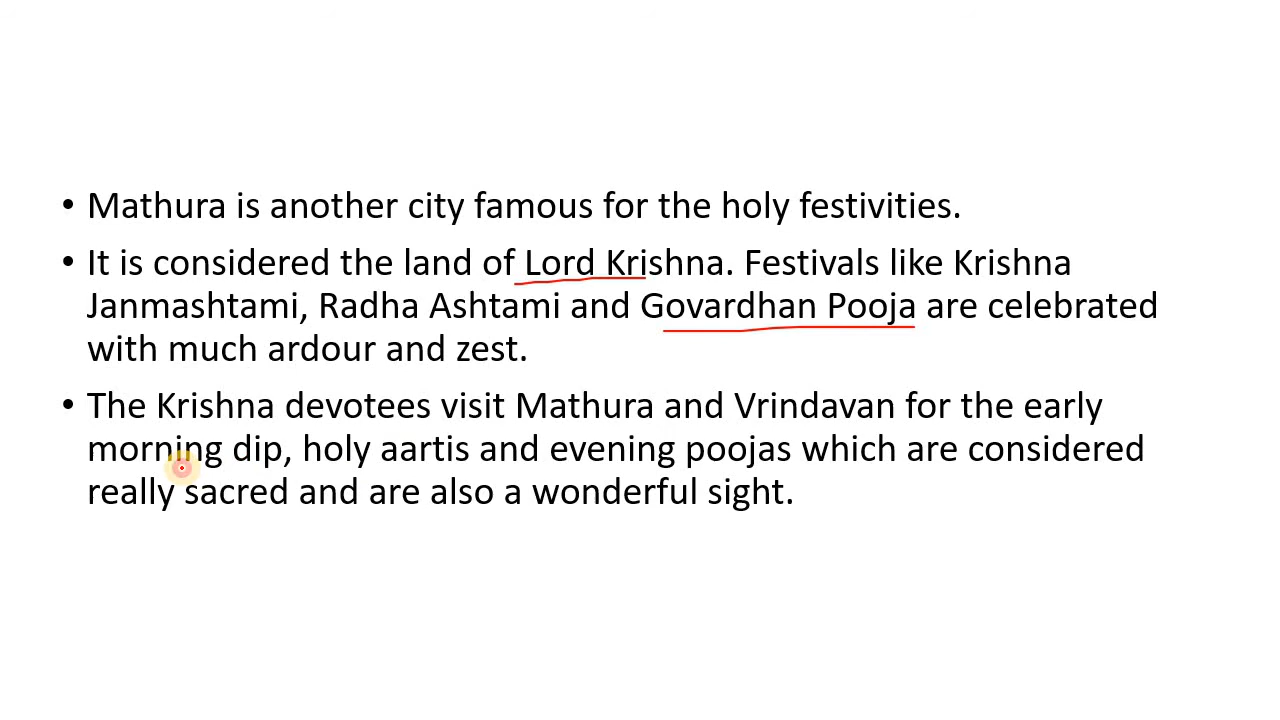 • Mathura is another city famous for the holy festivities.
• It is considered the land of Lord Krishna. Festivals like Krishna
Janmashtami, Radha Ashtami and Govardhan Pooja are celebrated
with much ardour and zest.
• The Krishna devotees visit Mathura and Vrindavan for the early
morning dip, holy aartis and evening poojas which are considered
really sacred and are also a wonderful sight.